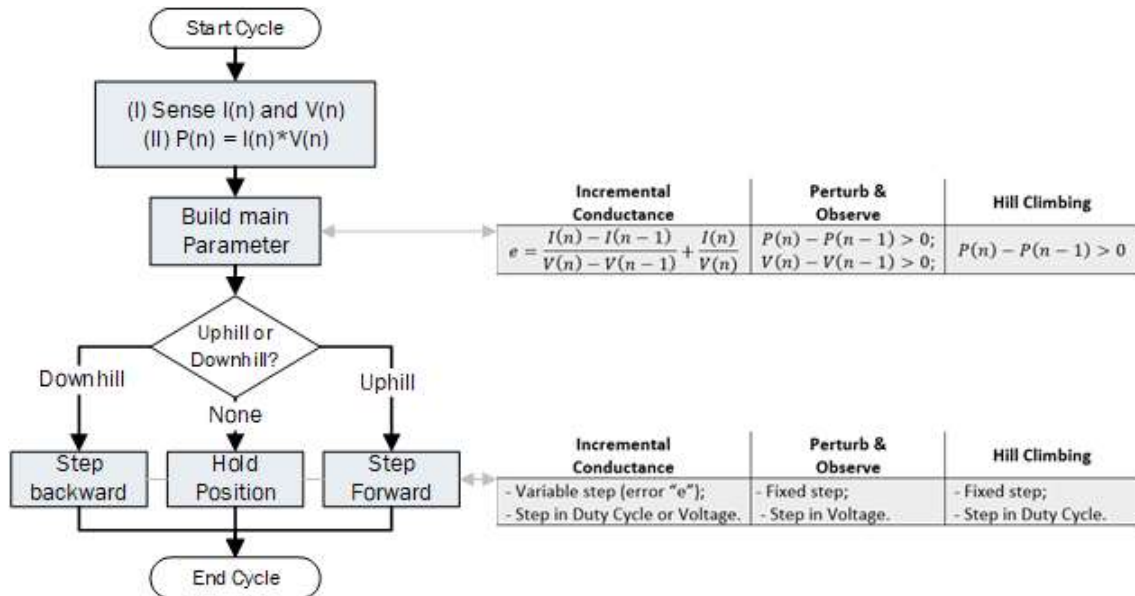 Start Cycle
(I) Sense I(n) and V(n)
(II) P(n) = I(n)*V(n)
Build main
Parameter
Incremental
Conductance
Perturb &
Observe
Hill Climbing
e = \frac{I(n) − I(n − 1)}{V(n) − V(n − 1)} + \frac{I(n)}{V(n)}
P(n) − P(n − 1) > 0;
V(n) − V(n − 1) > 0;
P(n) − P(n − 1) > 0
Uphill or
Downhill?
Downhill
None
Uphill
Step
backward
Hold
Position
Step
Forward
Incremental
Conductance
Perturb &
Observe
Hill Climbing
- Variable step (error "e");
- Step in Duty Cycle or Voltage.
- Fixed step;
- Step in Voltage.
- Fixed step;
- Step in Duty Cycle.
End Cycle